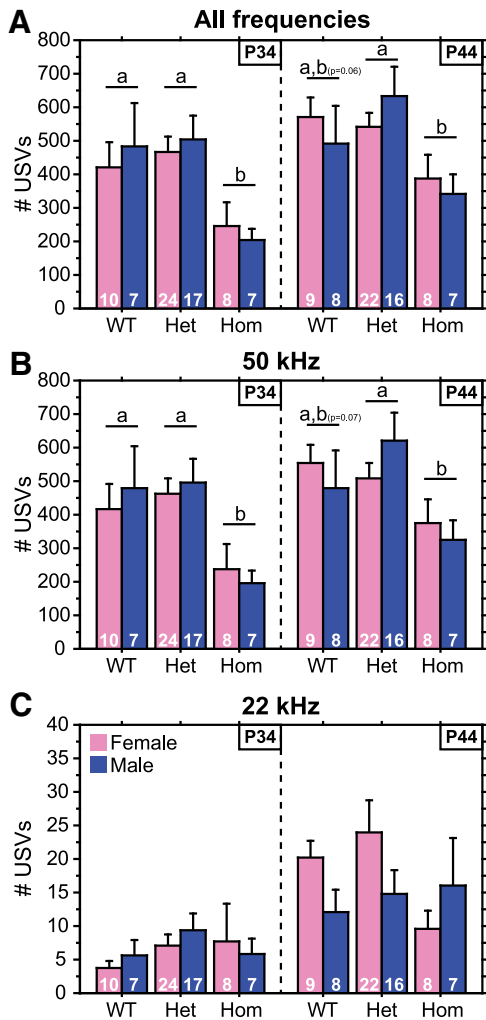 A All frequencies
800
700
600
500
400
300
200
100
0
# USVs
P34
P44
a a b a,b(p=0.06) a b
10 7 24 17 8 7 9 8 22 16 8 7
WT Het Hom WT Het Hom
B 50 kHz
800
700
600
500
400
300
200
100
0
# USVs
P34
P44
a a b a,b(p=0.07) a b
10 7 24 17 8 7 9 8 22 16 8 7
WT Het Hom WT Het Hom
C 22 kHz
40
35
30
25
20
15
10
5
0
# USVs
P34
P44
Female
Male
10 7 24 17 8 7 9 8 22 16 8 7
WT Het Hom WT Het Hom